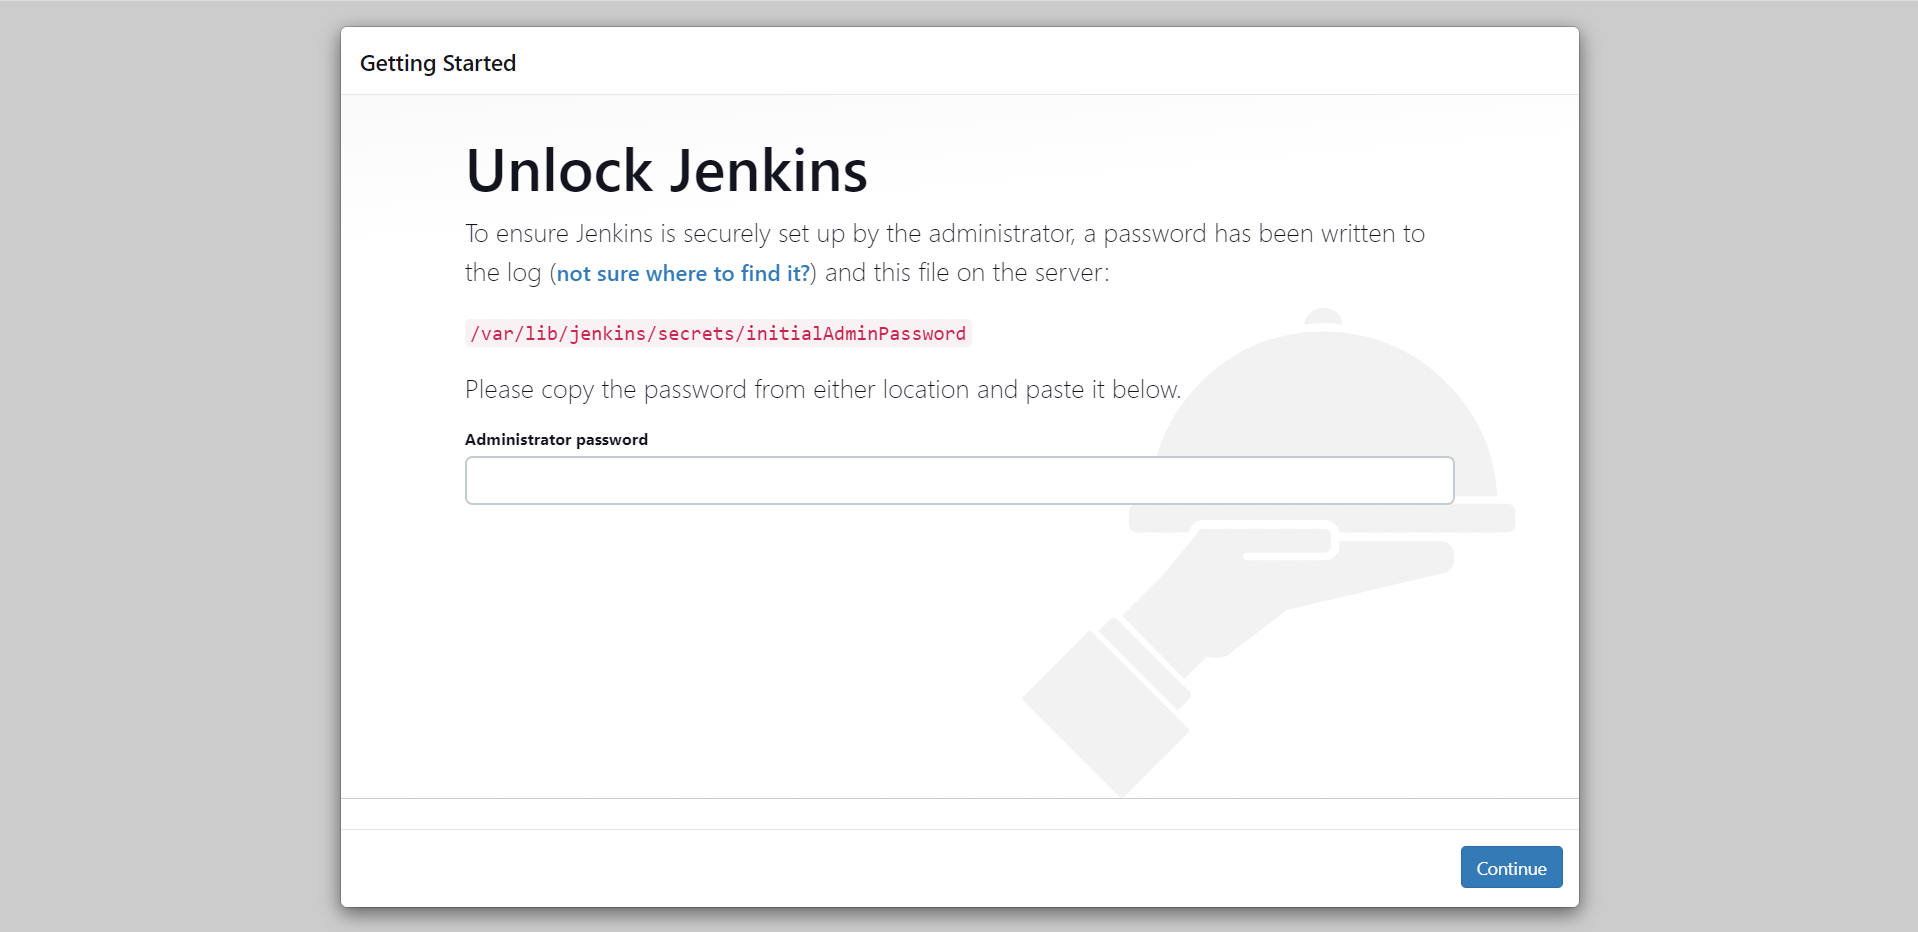 Getting Started
Unlock Jenkins
To ensure Jenkins is securely set up by the administrator, a password has been written to
the log (not sure where to find it?) and this file on the server:
/var/lib/jenkins/secrets/initialAdminPassword
Please copy the password from either location and paste it below.
Administrator password
Continue